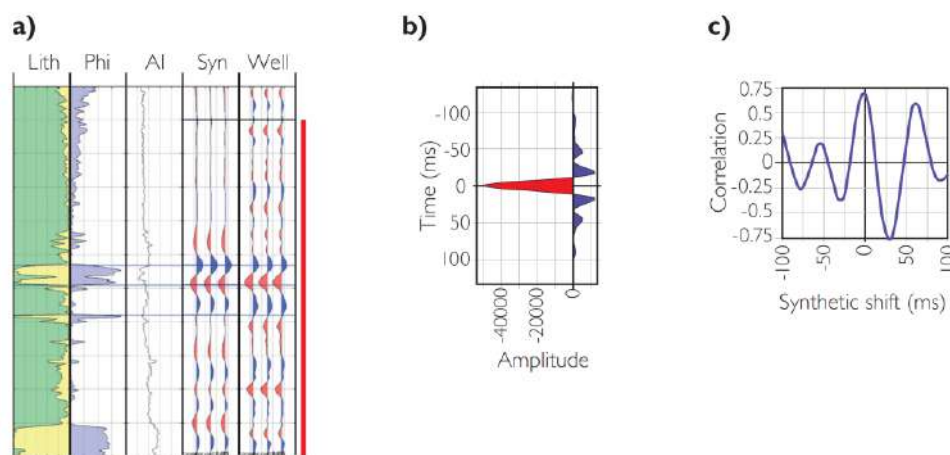 a)
Lith Phi AI Syn Well
b)
Time (ms)
-100
-50
0
50
100
-40000
-20000
0
Amplitude
c)
Correlation
0.75
0.5
0.25
0
-0.25
-0.5
-0.75
-100
-50
0
50
100
Synthetic shift (ms)